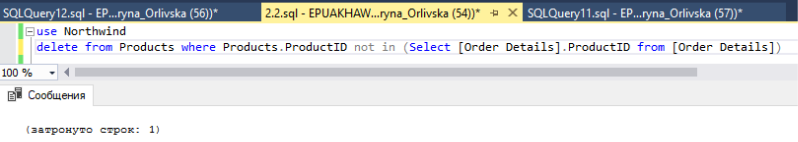 SQLQuery12.sql - EP...ryna_Orlivska (56))*
2.2.sql - EPUAKHAW...ryna_Orlivska (54))*
SQLQuery11.sql - EP...ryna_Orlivska (57))*
use Northwind
delete from Products where Products.ProductID not in (Select [Order Details].ProductID from [Order Details])
100 %
Сообщения
(затронуто строк: 1)